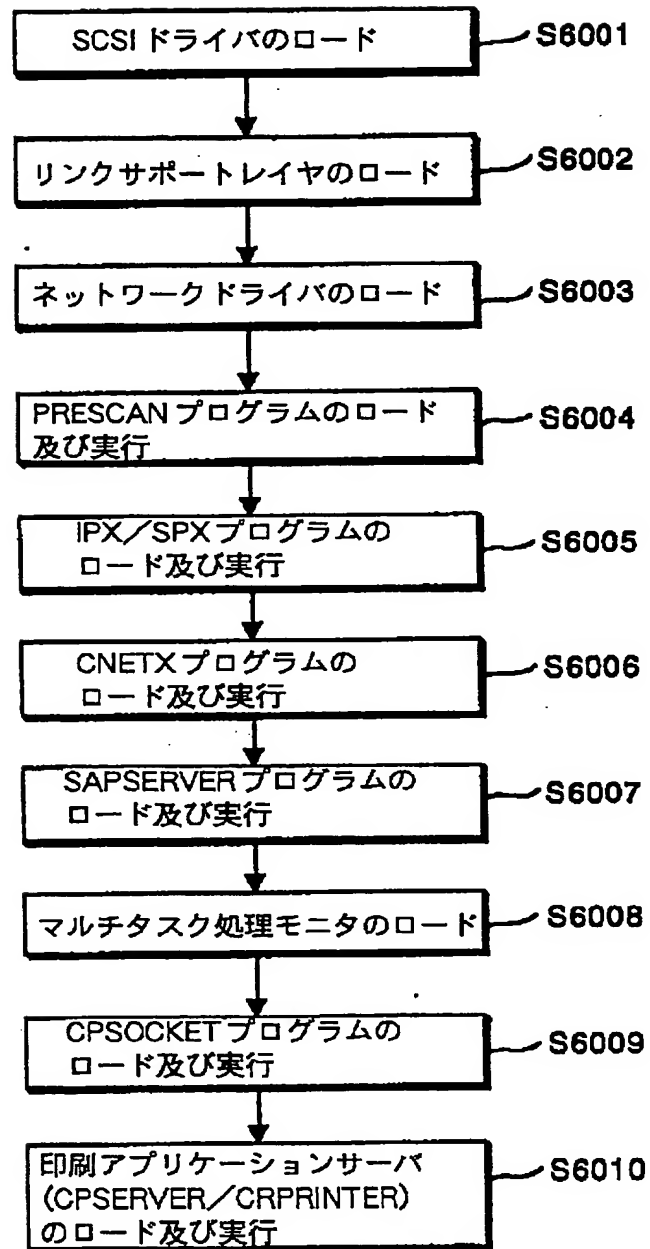 SCSI ドライバのロード
S6001
リンクサポートレイヤのロード
S6002
ネットワークドライバのロード
S6003
PRESCAN プログラムのロード
及び実行
S6004
IPX／SPX プログラムの
ロード及び実行
S6005
CNETX プログラムの
ロード及び実行
S6006
SAPSERVER プログラムの
ロード及び実行
S6007
マルチタスク処理モニタのロード
S6008
CPSOCKET プログラムの
ロード及び実行
S6009
印刷アプリケーションサーバ
(CPSERVER／CRPRINTER)
のロード及び実行
S6010